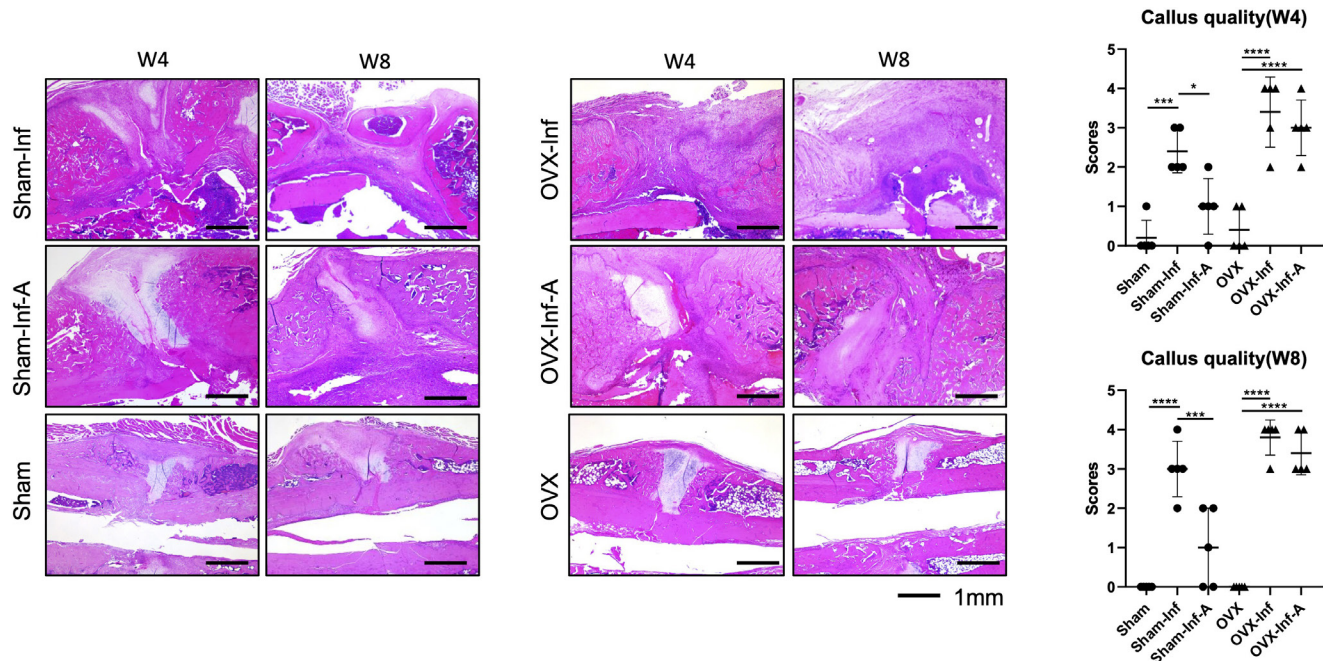 W4
W8
Sham-Inf
Sham-Inf-A
Sham
W4
W8
OVX-Inf
OVX-Inf-A
OVX
1mm
Callus quality(W4)
Scores
5
4
3
2
1
0
***
*
****
****
Sham
Sham-Inf
Sham-Inf-A
OVX
OVX-Inf
OVX-Inf-A
Callus quality(W8)
Scores
5
4
3
2
1
0
****
***
****
****
Sham
Sham-Inf
Sham-Inf-A
OVX
OVX-Inf
OVX-Inf-A